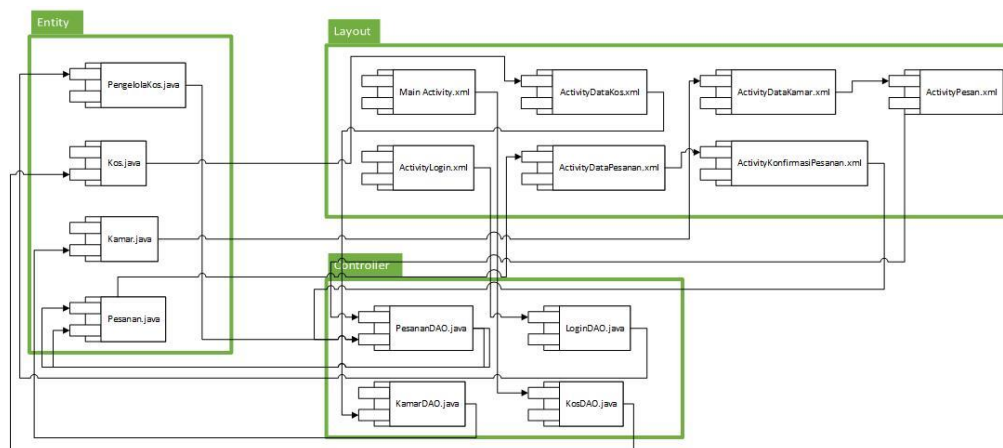 Entity
Layout
PengelolaKos.java
Main Activity.xml
ActivityDataKos.xml
ActivityDataKamar.xml
ActivityPesan.xml
Kos.java
ActivityLogin.xml
ActivityDataPesanan.xml
ActivityKonfirmasiPesanan.xml
Kamar.java
Controller
Pesanan.java
PesananDAO.java
LoginDAO.java
KamarDAO.java
KosDAO.java